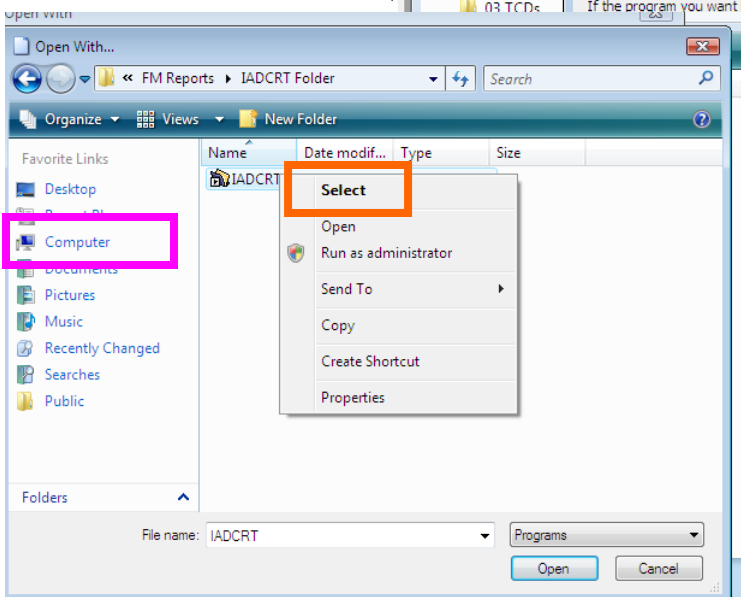 03 TCDs
If the program you want
Open With
Open With...
« FM Reports ▸ IADCRT Folder
Search
Organize
Views
New Folder
Favorite Links
Name
Date modif...
Type
Size
Desktop
Computer
Documents
Pictures
Music
Recently Changed
Searches
Public
IADCRT
Select
Open
Run as administrator
Send To
Copy
Create Shortcut
Properties
Folders
File name:
IADCRT
Programs
Open
Cancel